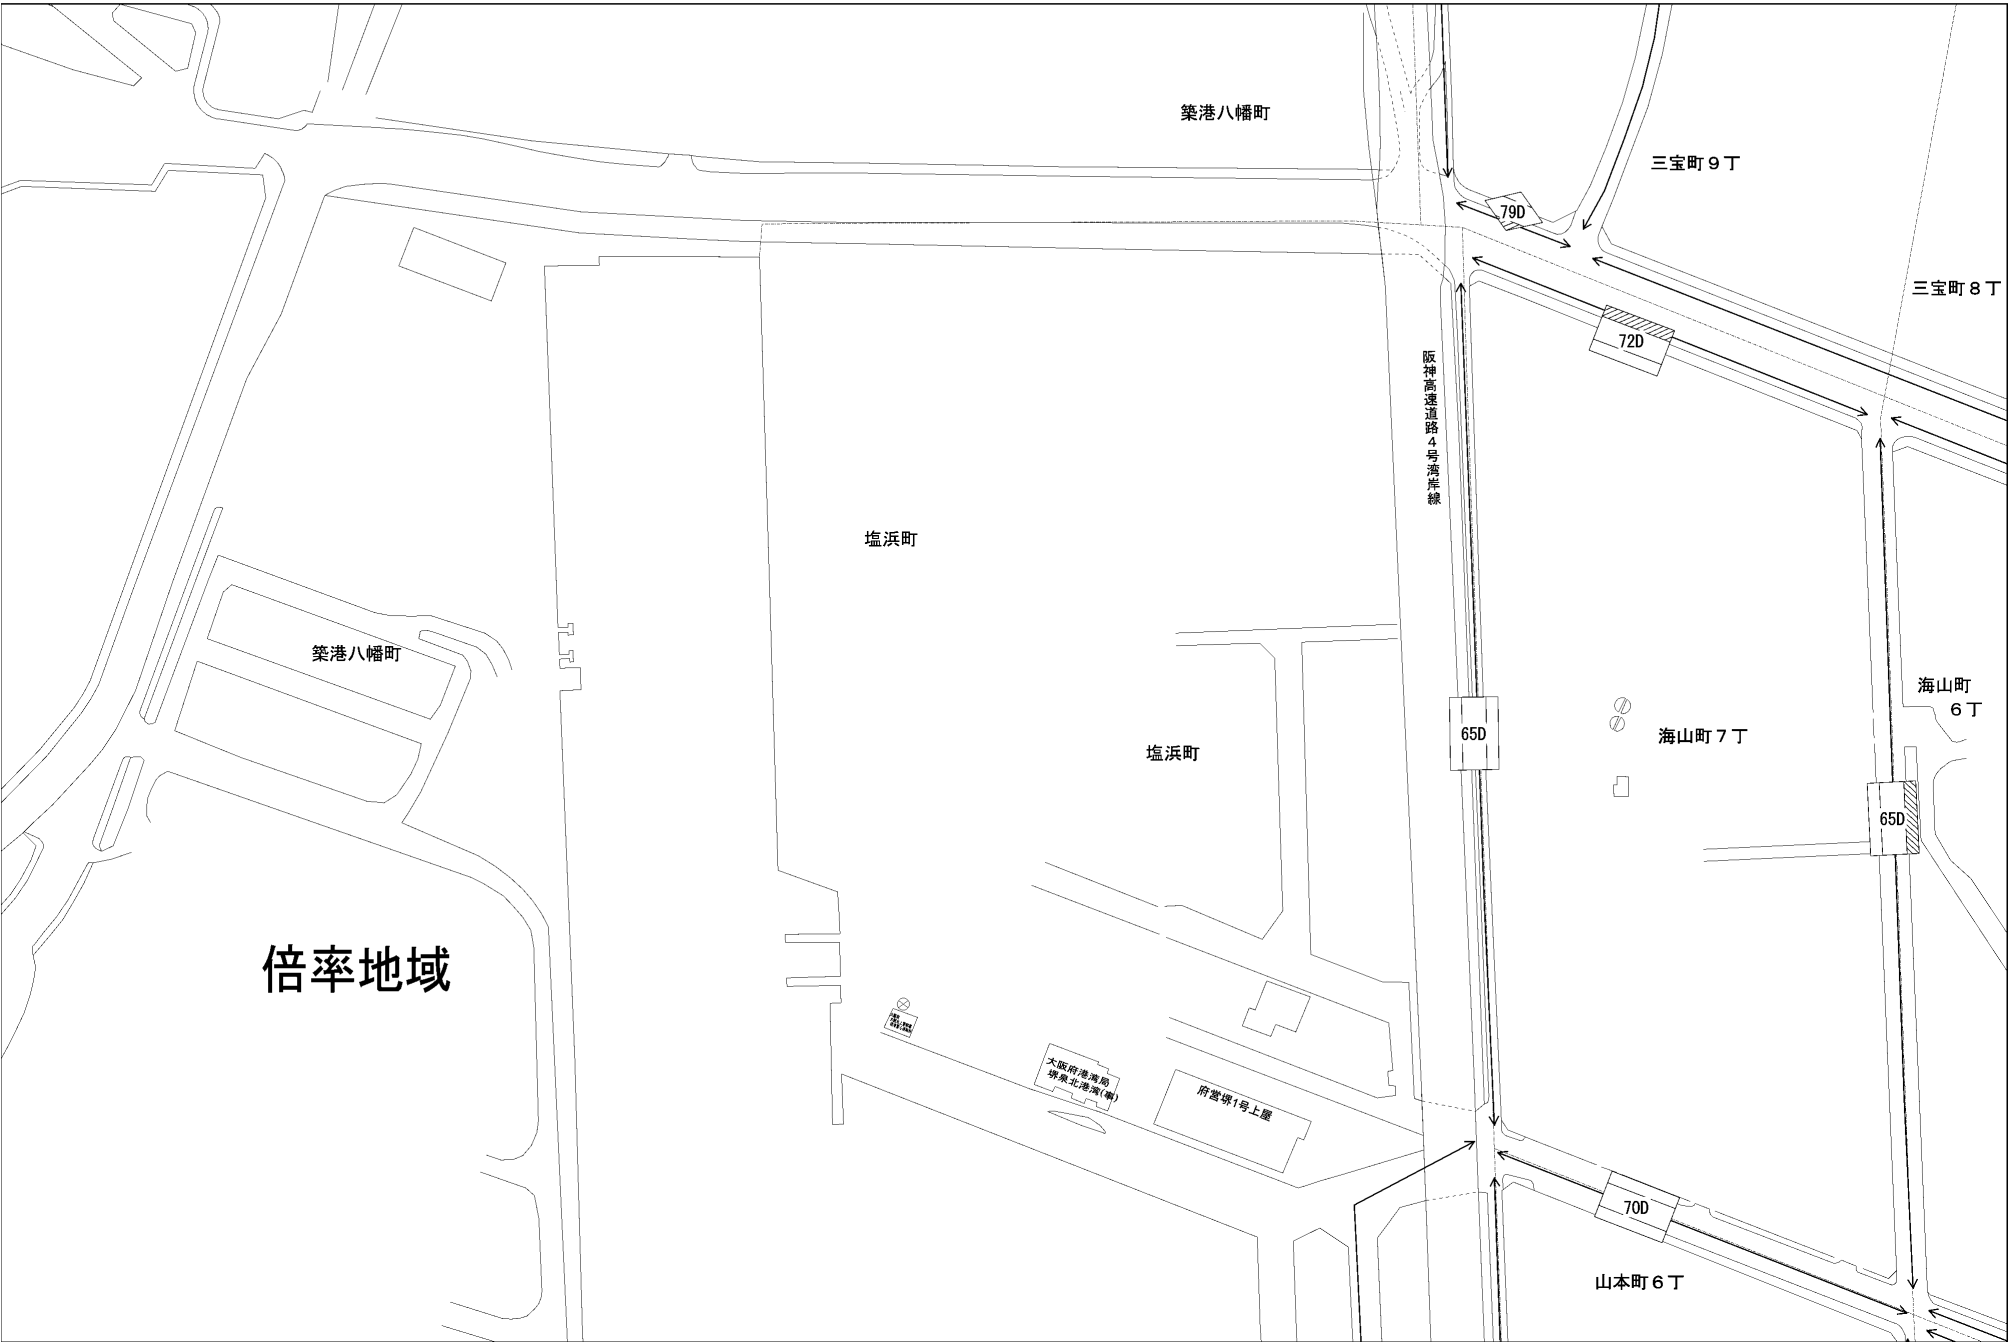 築港八幡町
三宝町９丁
79D
三宝町８丁
72D
阪神高速道路４号湾岸線
塩浜町
築港八幡町
海山町
６丁
65D
海山町７丁
塩浜町
65D
倍率地域
大阪府港湾局
堺泉北港湾(事)
府営堺1号上屋
70D
山本町６丁